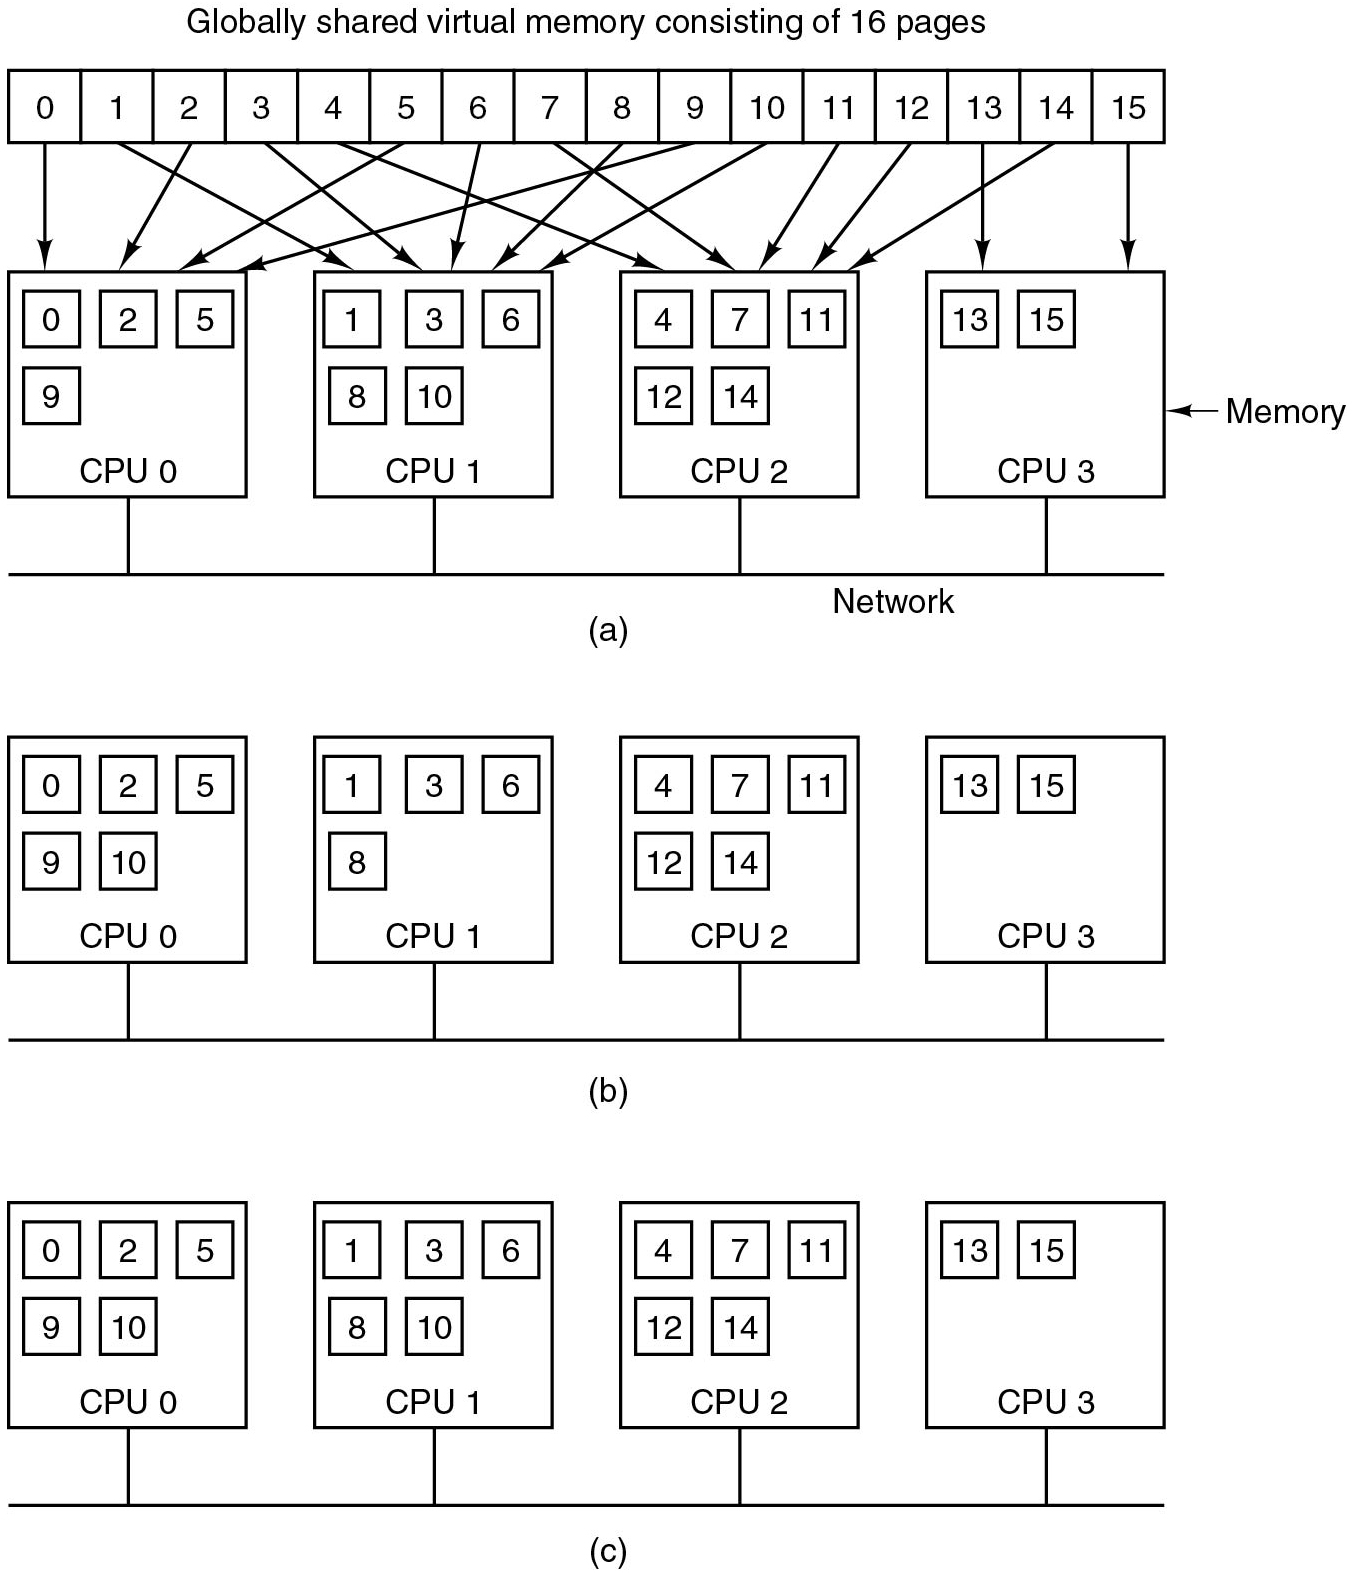 Globally shared virtual memory consisting of 16 pages
0 1 2 3 4 5 6 7 8 9 10 11 12 13 14 15
0 2 5 1 3 6 4 7 11 13 15
9 8 10 12 14
Memory
CPU 0 CPU 1 CPU 2 CPU 3
Network
(a)
0 2 5 1 3 6 4 7 11 13 15
9 10 8 12 14
CPU 0 CPU 1 CPU 2 CPU 3
(b)
0 2 5 1 3 6 4 7 11 13 15
9 10 8 10 12 14
CPU 0 CPU 1 CPU 2 CPU 3
(c)